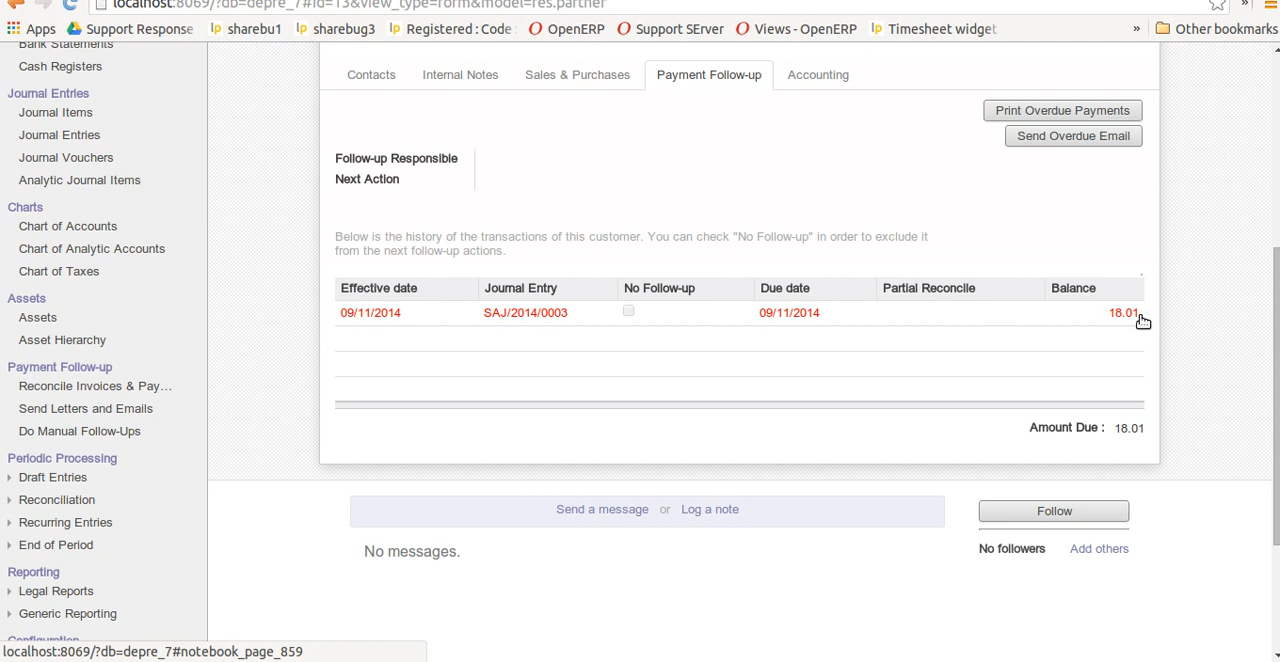 localhost:8069/?db=depre_7#id=13&view_type=form&model=res.partner
Apps Support Response sharebu1 sharebug3 Registered : Code OpenERP Support SErver Views - OpenERP Timesheet widget » Other bookmarks
Bank Statements
Cash Registers
Journal Entries
Journal Items
Journal Entries
Journal Vouchers
Analytic Journal Items
Charts
Chart of Accounts
Chart of Analytic Accounts
Chart of Taxes
Assets
Assets
Asset Hierarchy
Payment Follow-up
Reconcile Invoices & Pay...
Send Letters and Emails
Do Manual Follow-Ups
Periodic Processing
Draft Entries
Reconciliation
Recurring Entries
End of Period
Reporting
Legal Reports
Generic Reporting
Configuration
Contacts Internal Notes Sales & Purchases Payment Follow-up Accounting
Print Overdue Payments
Send Overdue Email
Follow-up Responsible
Next Action
Below is the history of the transactions of this customer. You can check "No Follow-up" in order to exclude it
from the next follow-up actions.
Effective date Journal Entry No Follow-up Due date Partial Reconcile Balance
09/11/2014 SAJ/2014/0003 09/11/2014 18.01
Amount Due : 18.01
Send a message or Log a note
No messages.
Follow
No followers Add others
localhost:8069/?db=depre_7#notebook_page_859